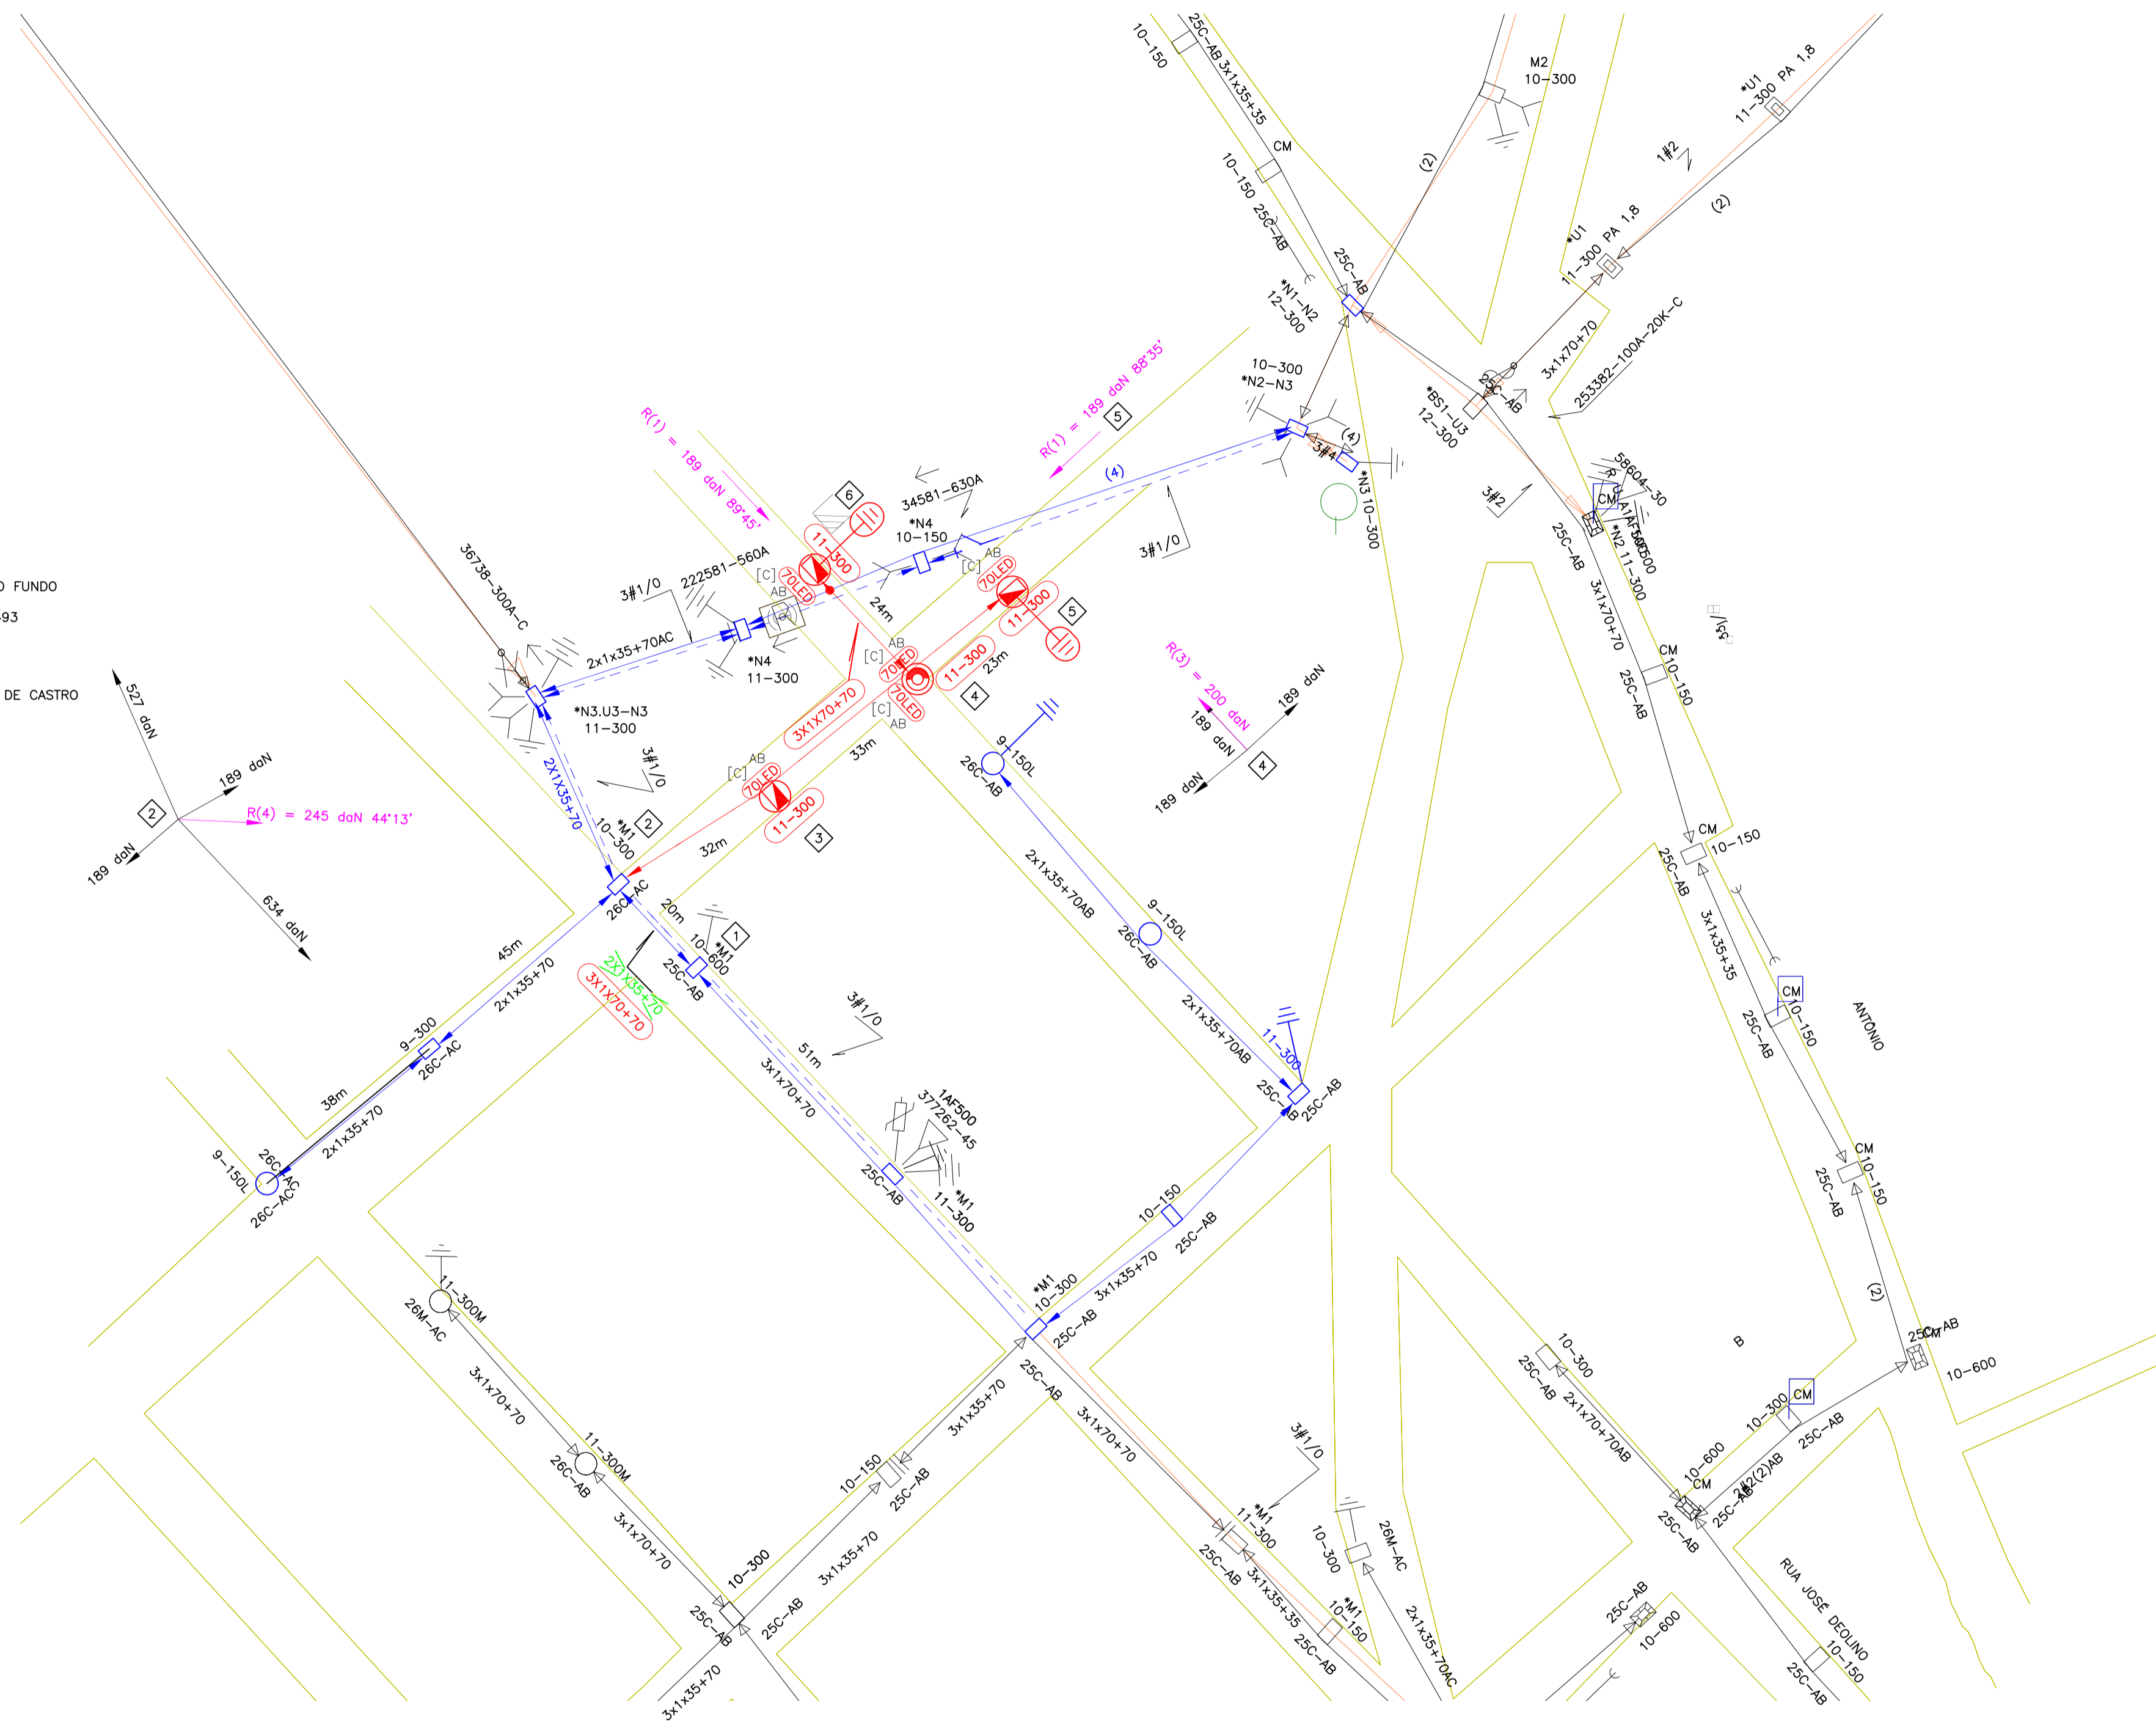 25C-AB
10-150
3x1x35+35
CM
10-150
25C-AB
M2
10-300
*U1
11-300 PA 1,8
1#2
(2)
(2)
*U1
11-300 PA 1,8
25C-AB
*N1-N2
12-300
3x1x70+70
253382-100A-20K-C
25C-AB
*BS1-U3
12-300
10-300
*N2-N3
(4)
3#4
*N3 10-300
3#2
58604-30
CM
*N2 11-300
25C-AB
3x1x70+70
R(1) = 189 daN 88°35'
5
R(1) = 189 daN 89°45'
6
34581-630A
(4)
*N4
10-150
3#1/0
11-300
70LED
[C]
AB
AB
[C]
70LED
11-300
5
24m
36738-300A-C
222581-560A
3#1/0
2x1x35+70AC
*N4
11-300
AB
[C]
70LED
11-300
23m
4
70LED
[C]
AB
3X1X70+70
33m
O FUNDO
-93
DE CASTRO
527 daN
189 daN
2
R(4) = 245 daN 44°13'
189 daN
634 daN
*N3.U3-N3
11-300
3#1/0
2X1X35+70
AB
[C]
70LED
11-300
3
32m
*M1
10-300
2
26C-AC
R(3) = 200 daN
189 daN
189 daN
189 daN
4
9-150L
26C-AB
2x1x35+70AB
9-150L
26C-AB
2x1x35+70AB
11-300
25C-AB
25C-AB
CM
10-150
25C-AB
CM
10-150
25C-AB
3x1x35+35
CM
10-150
25C-AB
ANTÔNIO
CM
10-150
25C-AB
(2)
25C-AB
CM
10-600
20m
1
*M1
10-600
25C-AB
2X1X35+70
3X1X70+70
45m
2x1x35+70
9-300
26C-AC
38m
2x1x35+70
9-150L
26C-AC
26C-AC
51m
3x1x70+70
3#1/0
1AF500
377262-45
25C-AB
*M1
11-300
10-150
25C-AB
3x1x35+70
*M1
10-300
25C-AB
25C-AB
11-300M
26M-AC
3x1x70+70
11-300M
26C-AB
3x1x70+70
10-300
25C-AB
25C-AB
3x1x35+70
3x1x35+70
10-150
25C-AB
3x1x35+70
3x1x70+70
3#1/0
*M1
11-300
25C-AB
3x1x35+35
*M1
10-150
25C-AB
10-300
26M-AC
2x1x35+70AC
B
10-300
25C-AB
2x1x70+70AB
CM
10-300
25C-AB
2#2(2)AB
10-600
CM
25C-AB
25C-AB
RUA JOSÉ DEOLINO
25C-AB
10-600
10-150
25C-AB